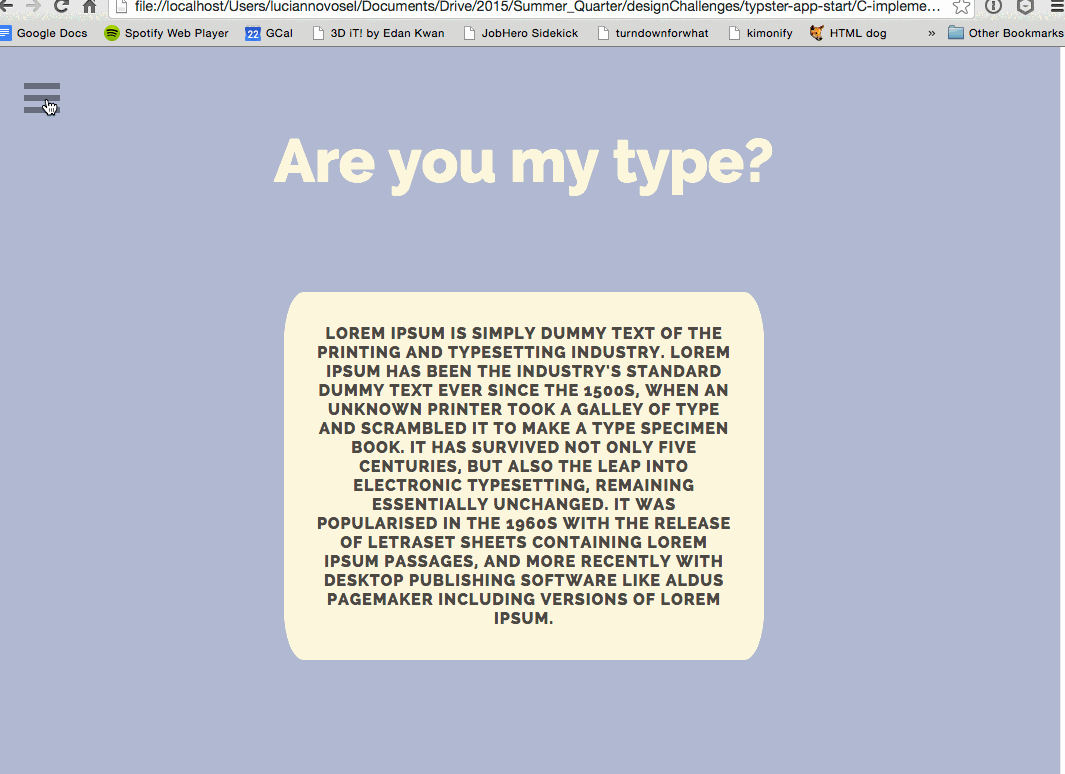 file://localhost/Users/luciannovosel/Documents/Drive/2015/Summer_Quarter/designChallenges/typster-app-start/C-impleme…
Google Docs Spotify Web Player 22 GCal 3D iT! by Edan Kwan JobHero Sidekick turndownforwhat kimonify HTML dog » Other Bookmarks
Are you my type?
LOREM IPSUM IS SIMPLY DUMMY TEXT OF THE
PRINTING AND TYPESETTING INDUSTRY. LOREM
IPSUM HAS BEEN THE INDUSTRY'S STANDARD
DUMMY TEXT EVER SINCE THE 1500S, WHEN AN
UNKNOWN PRINTER TOOK A GALLEY OF TYPE
AND SCRAMBLED IT TO MAKE A TYPE SPECIMEN
BOOK. IT HAS SURVIVED NOT ONLY FIVE
CENTURIES, BUT ALSO THE LEAP INTO
ELECTRONIC TYPESETTING, REMAINING
ESSENTIALLY UNCHANGED. IT WAS
POPULARISED IN THE 1960S WITH THE RELEASE
OF LETRASET SHEETS CONTAINING LOREM
IPSUM PASSAGES, AND MORE RECENTLY WITH
DESKTOP PUBLISHING SOFTWARE LIKE ALDUS
PAGEMAKER INCLUDING VERSIONS OF LOREM
IPSUM.